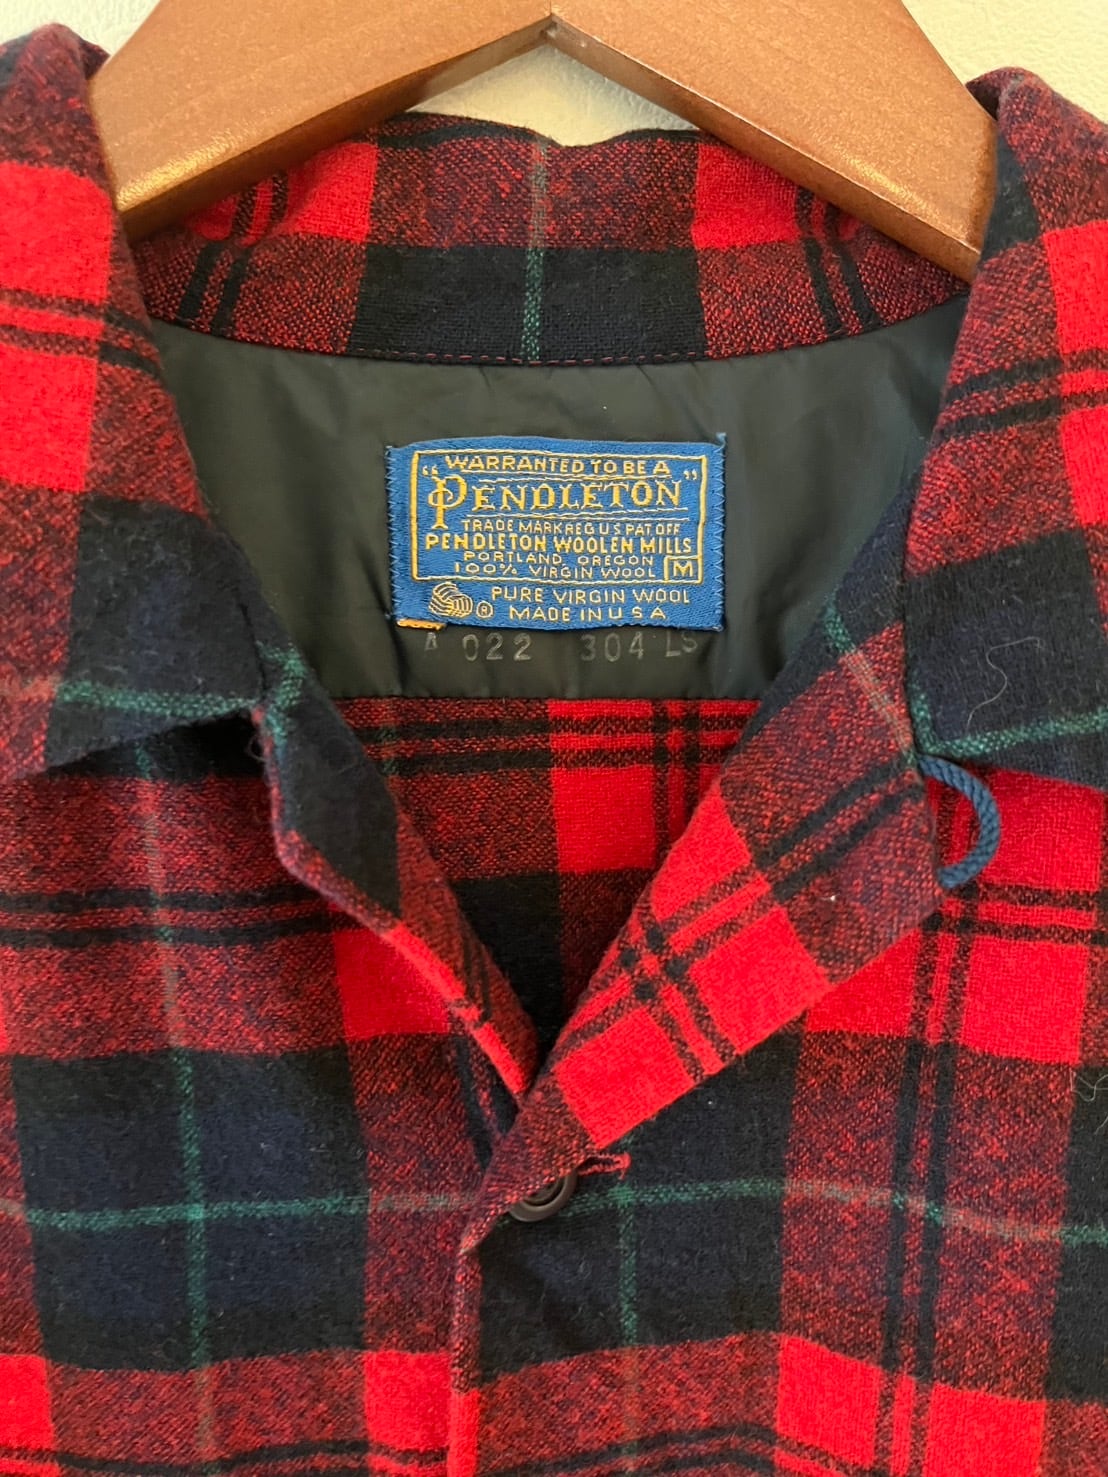 WARRANTED TO BE A
"PENDLETON"
TRADE MARK REG U S PAT OFF
PENDLETON WOOLEN MILLS
PORTLAND, OREGON
100% VIRGIN WOOL M
® PURE VIRGIN WOOL
MADE IN U S A
A 022 304 LS